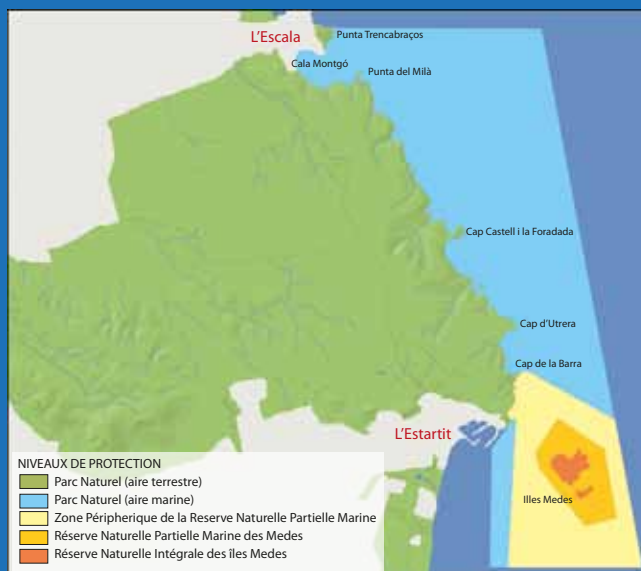 L'Escala
Punta Trencabraços
Cala Montgó
Punta del Milà
Cap Castell i la Foradada
Cap d'Utrera
Cap de la Barra
L'Estartit
Illes Medes
NIVEAUX DE PROTECTION
Parc Naturel (aire terrestre)
Parc Naturel (aire marine)
Zone Péripherique de la Reserve Naturelle Partielle Marine
Réserve Naturelle Partielle Marine des Medes
Réserve Naturelle Intégrale des îles Medes